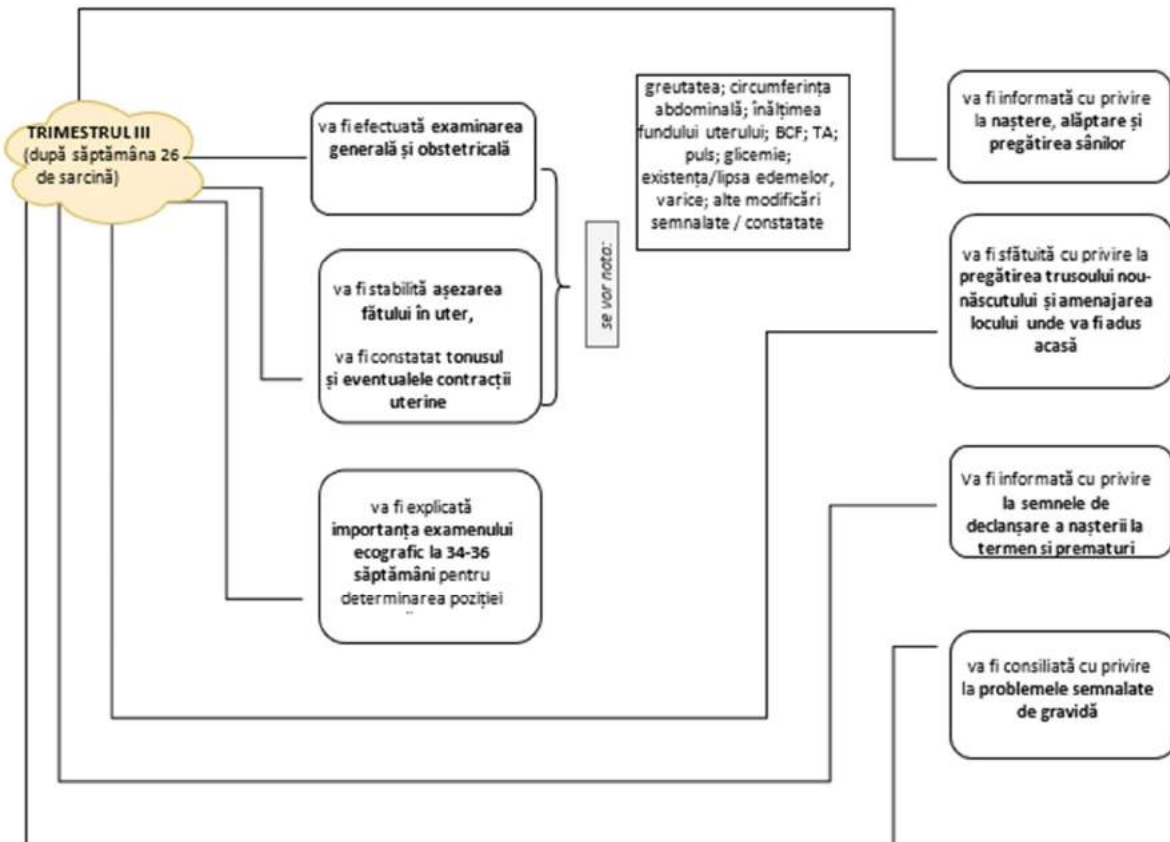 TRIMESTRUL III
(după săptămâna 26
de sarcină)
va fi efectuată examinarea
generală și obstetricală
va fi stabilită așezarea
fătului în uter,
va fi constatat tonusul
și eventualele contracții
uterine
va fi explicată
importanța examenului
ecografic la 34-36
săptămâni pentru
determinarea poziției
se vor nota:
greutatea; circumferința
abdominală; înălțimea
fundului uterului; BCF; TA;
puls; glicemie;
existența/lipsa edemelor,
varice; alte modificări
semnalate / constatate
va fi informată cu privire
la naștere, alăptare și
pregătirea sânilor
va fi sfătuită cu privire la
pregătirea trusoului nou-
născutului și amenajarea
locului unde va fi adus
acasă
va fi informată cu privire
la semnele de
declanșare a nașterii la
termen si prematuri
va fi consiliată cu privire
la problemele semnalate
de gravidă